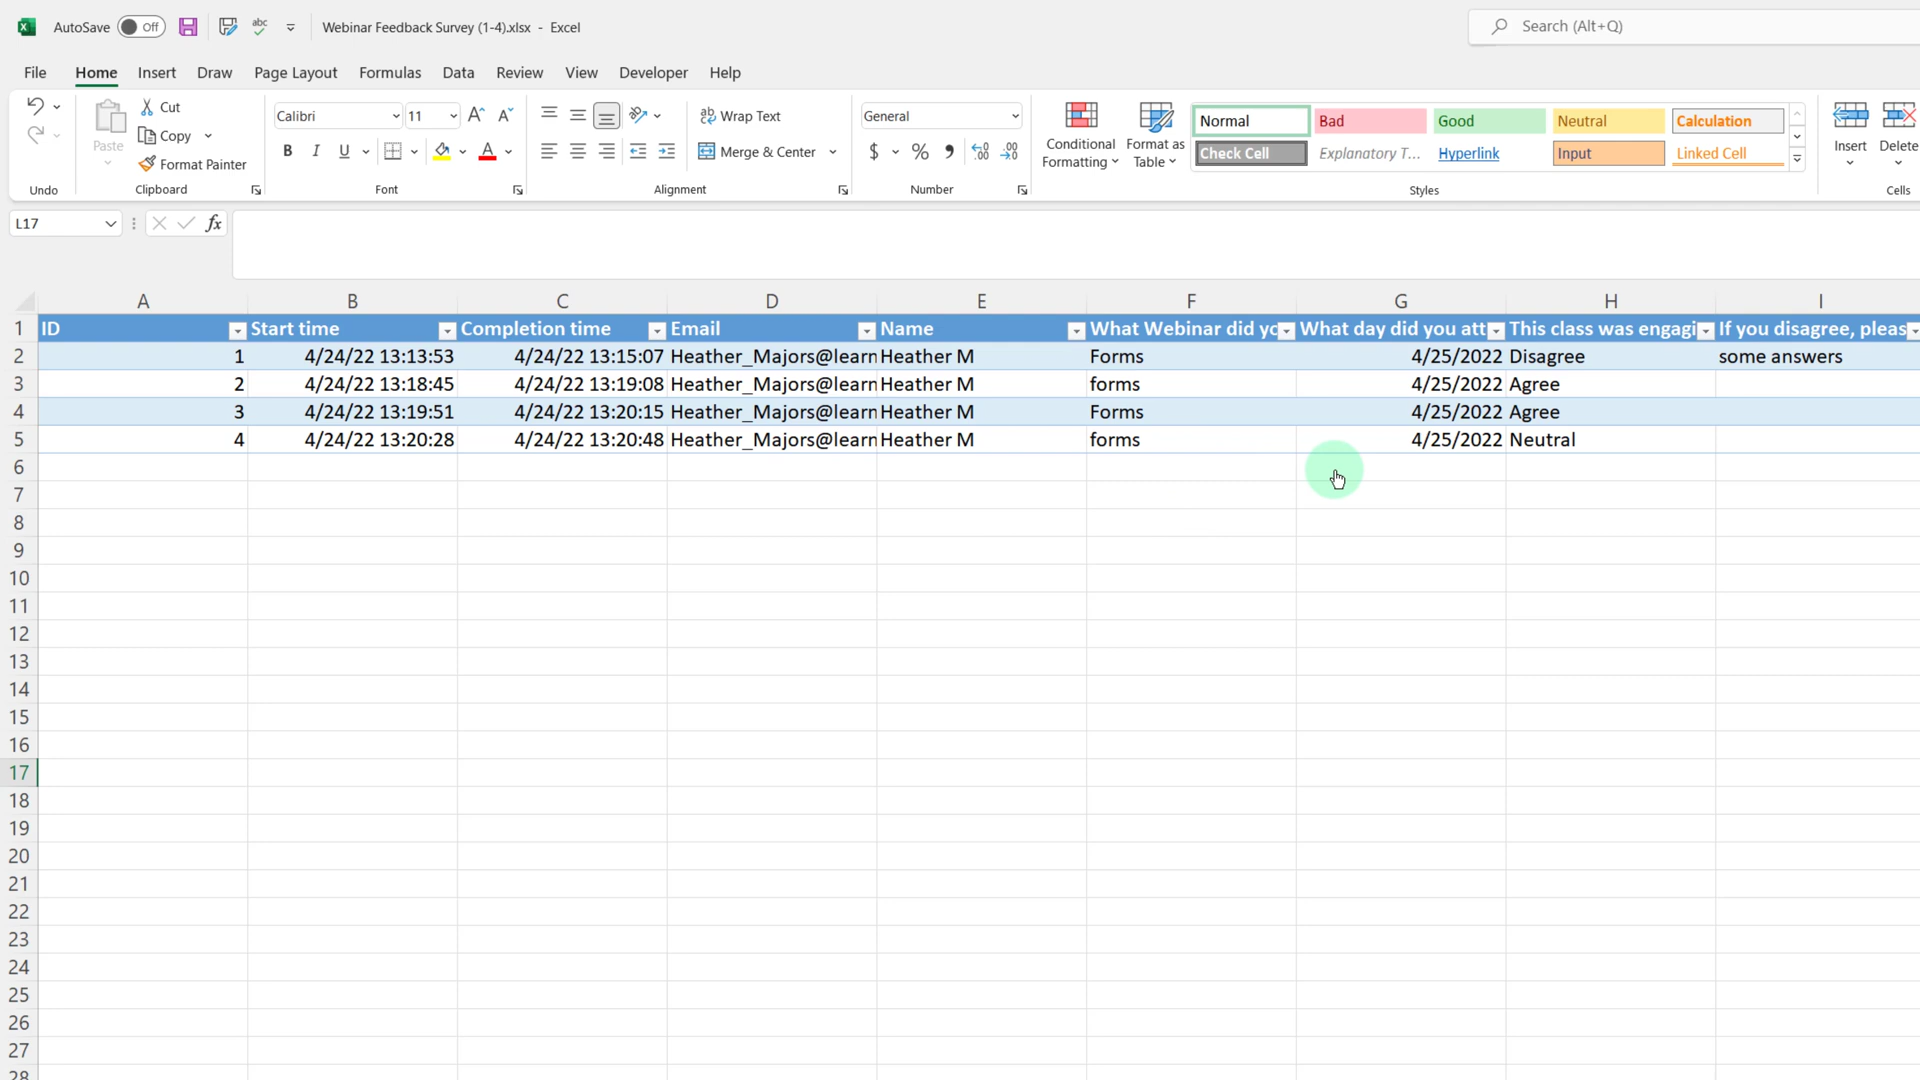 AutoSave Off abc Webinar Feedback Survey (1-4).xlsx - Excel Search (Alt+Q)
File Home Insert Draw Page Layout Formulas Data Review View Developer Help
Undo
Paste
Cut
Copy
Format Painter
Clipboard
Calibri 11
B I U
Font
Wrap Text
Merge & Center
Alignment
General
$ % ,
Number
Conditional Formatting
Format as Table
Normal Bad Good Neutral Calculation
Check Cell Explanatory T... Hyperlink Input Linked Cell
Styles
Insert Delete
Cells
L17 fx
A B C D E F G H I
1 ID Start time Completion time Email Name What Webinar did yo What day did you att This class was engagi If you disagree, pleas
2 1 4/24/22 13:13:53 4/24/22 13:15:07 Heather_Majors@learn Heather M Forms 4/25/2022 Disagree some answers
3 2 4/24/22 13:18:45 4/24/22 13:19:08 Heather_Majors@learn Heather M forms 4/25/2022 Agree
4 3 4/24/22 13:19:51 4/24/22 13:20:15 Heather_Majors@learn Heather M Forms 4/25/2022 Agree
5 4 4/24/22 13:20:28 4/24/22 13:20:48 Heather_Majors@learn Heather M forms 4/25/2022 Neutral
6
7
8
9
10
11
12
13
14
15
16
17
18
19
20
21
22
23
24
25
26
27
28